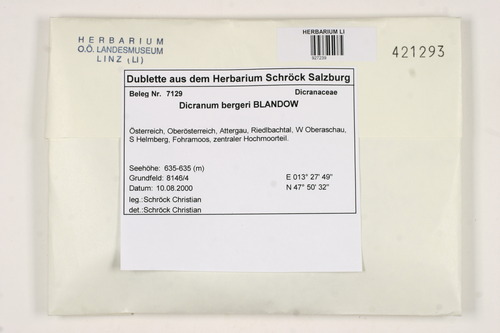 HERBARIUM
O.Ö. LANDESMUSEUM
LINZ (LI)
HERBARIUM LI
421293
Dublette aus dem Herbarium Schröck Salzburg
Beleg Nr. 7129 Dicranaceae
Dicranum bergeri BLANDOW
Österreich, Oberösterreich, Attergau, Riedlbachtal, W Oberaschau,
S Helmberg, Fohramoos, zentraler Hochmoorteil.
Seehöhe: 635-635 (m)
Grundfeld: 8146/4 E 013° 27' 49"
Datum: 10.08.2000 N 47° 50' 32"
leg.:Schröck Christian
det.:Schröck Christian